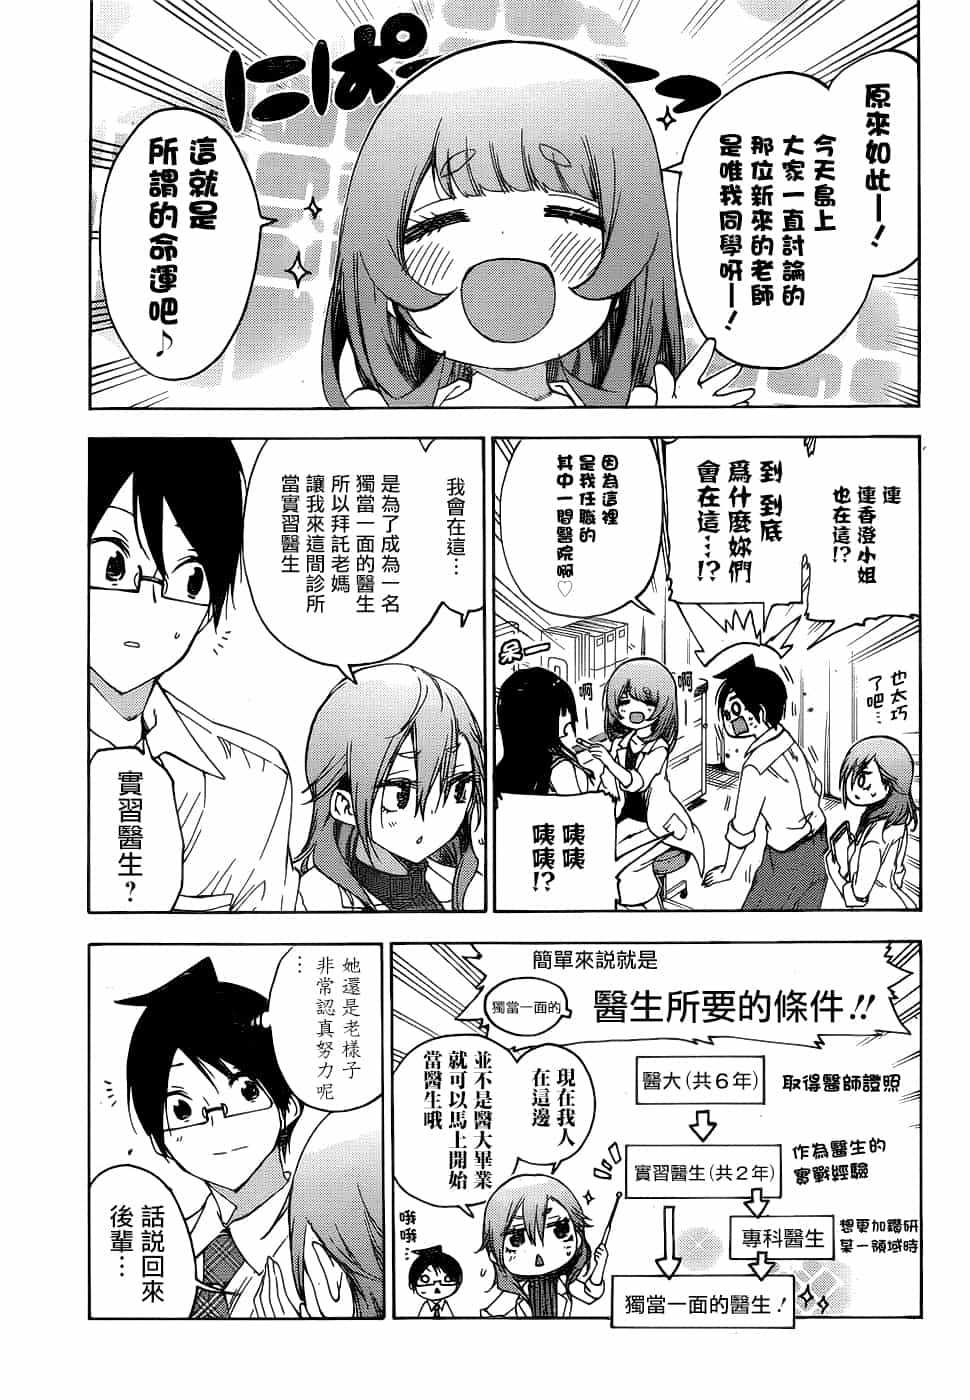 原來如此ー！
今天島上
大家一直討論的
那位新來的老師
是唯我同學呀ー！
にぱーっ
這就是
所謂的命運吧♪
連
連香澄小姐
也在這!?
到 到底
為什麼妳們
會在這…!?
因為這裡
是我任職的
其中一間醫院啊♡
也太巧
了吧…
呆一
啊ー
啊ー
咦咦
咦咦!?
我會在這…
是為了成為一名
獨當一面的醫生
所以拜託老媽
讓我來這間診所
當實習醫生
實習醫生？
簡單來說就是
獨當一面的
醫生所要的條件!!
醫大(共6年)
取得醫師證照
實習醫生(共2年)
作為醫生的
實戰經驗
專科醫生
想更加鑽研
某一領域時
獨當一面的醫生！
現在我人
在這邊
並不是醫大畢業
就可以馬上開始
當醫生哦
哦
哦…
她還是老樣子
非常認真努力呢
…
話說回來
後輩…